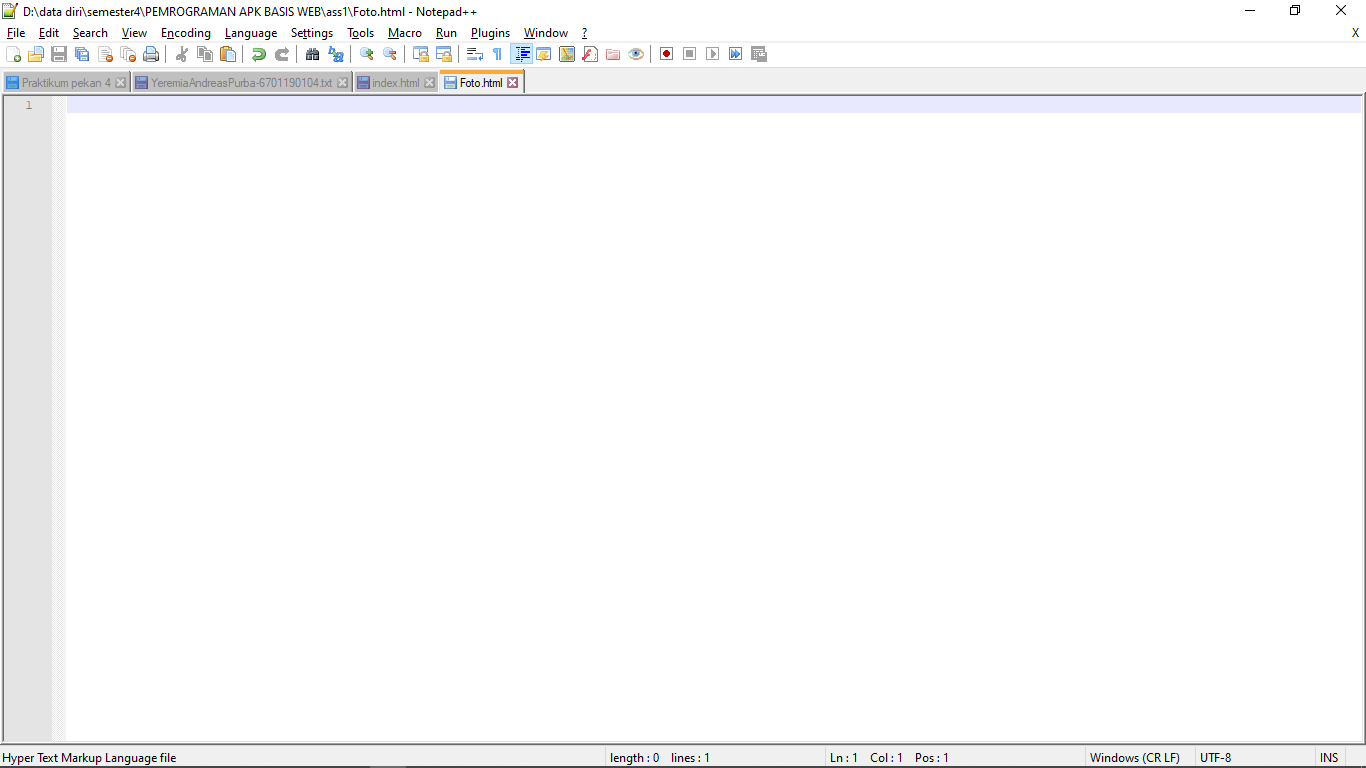 D:\data diri\semester4\PEMROGRAMAN APK BASIS WEB\ass1\Foto.html - Notepad++
File Edit Search View Encoding Language Settings Tools Macro Run Plugins Window ? X
Praktikum pekan 4 YeremiaAndreasPurba-6701190104.txt index.html Foto.html
1
Hyper Text Markup Language file length : 0 lines : 1 Ln : 1 Col : 1 Pos : 1 Windows (CR LF) UTF-8 INS